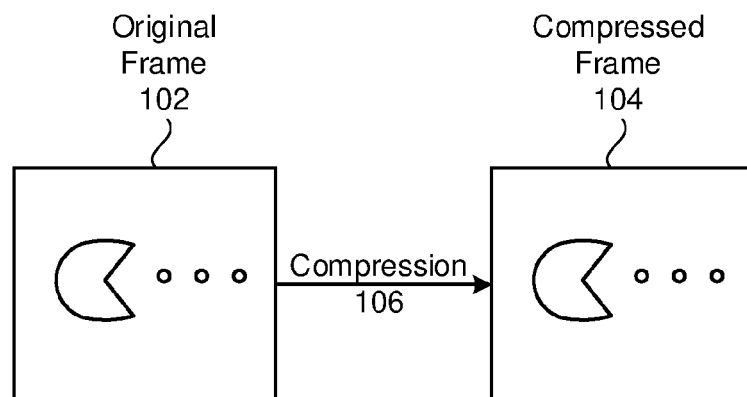 Original
Frame
102
Compressed
Frame
104
Compression
106